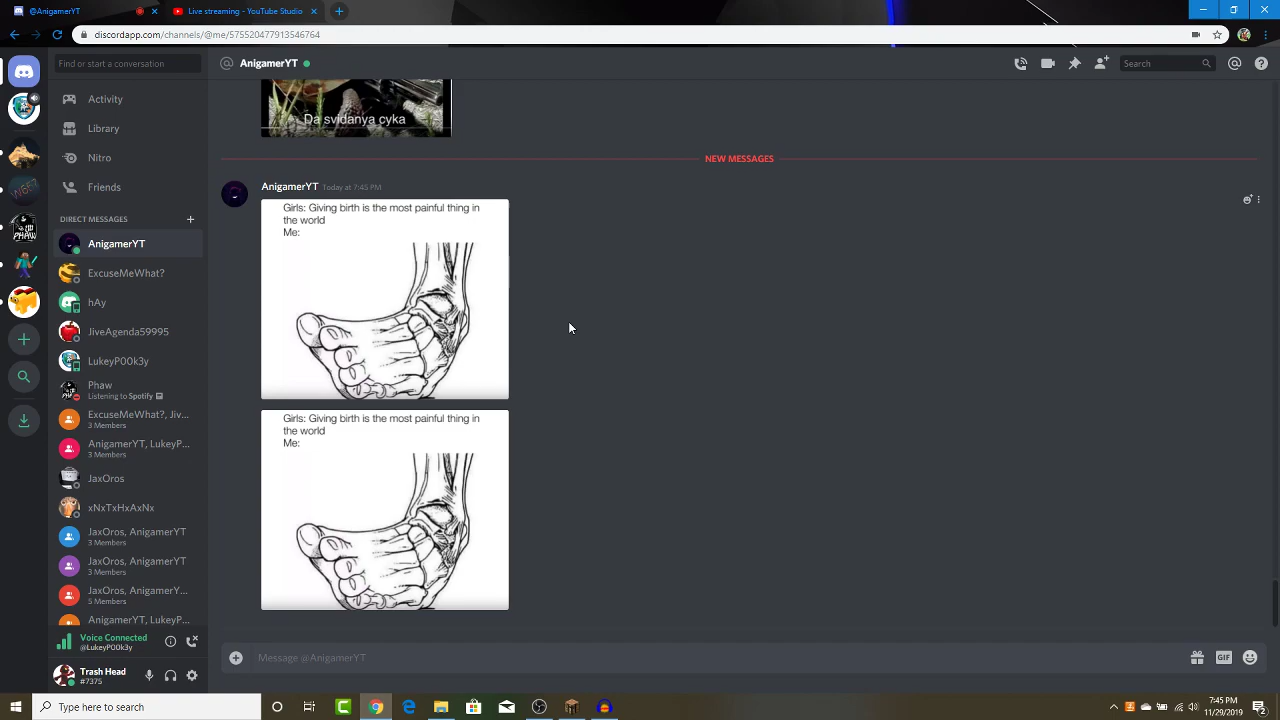 @AnigamerYT
Live streaming - YouTube Studio
discordapp.com/channels/@me/575520477913546764
Find or start a conversation
AnigamerYT
Search
Activity
Library
Nitro
Friends
DIRECT MESSAGES
AnigamerYT
ExcuseMeWhat?
hAy
JiveAgenda59995
LukeyP00k3y
Phaw
Listening to Spotify
ExcuseMeWhat?, Jiv...
3 Members
AnigamerYT, LukeyP...
3 Members
JaxOros
xNxTxHxAxNx
JaxOros, AnigamerYT
3 Members
JaxOros, AnigamerYT
3 Members
JaxOros, AnigamerY...
5 Members
AnigamerYT, LukeyP...
Voice Connected
@LukeyP00k3y
Trash Head
#7375
Da svidanya cyka
NEW MESSAGES
AnigamerYT Today at 7:45 PM
Girls: Giving birth is the most painful thing in
the world
Me:
Girls: Giving birth is the most painful thing in
the world
Me:
Message @AnigamerYT
GIF
Type here to search
7:45 PM
11/29/2019